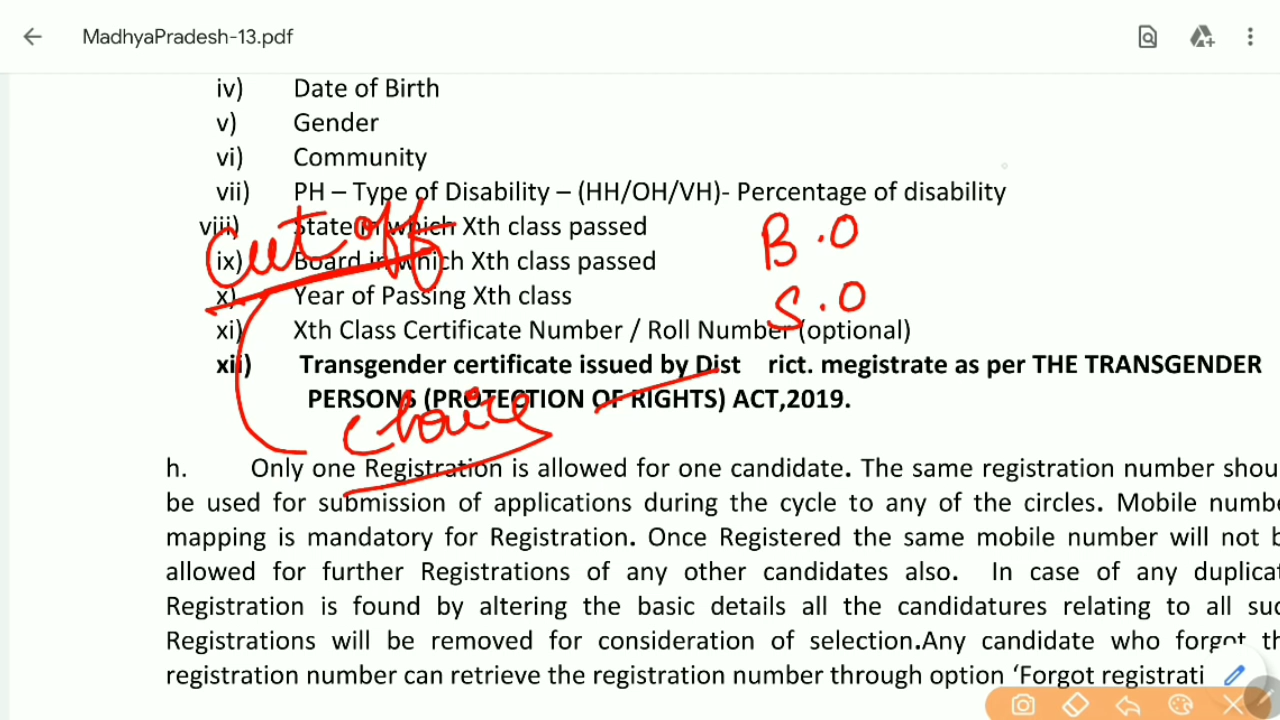 MadhyaPradesh-13.pdf
iv) Date of Birth
v) Gender
vi) Community
vii) PH – Type of Disability – (HH/OH/VH)- Percentage of disability
viii) State in which Xth class passed
Cut off
B.O
ix) Board in which Xth class passed
x) Year of Passing Xth class
S.O
xi) Xth Class Certificate Number / Roll Number (optional)
xii) Transgender certificate issued by Dist rict. megistrate as per THE TRANSGENDER
PERSONS (PROTECTION OF RIGHTS) ACT,2019.
choice
h. Only one Registration is allowed for one candidate. The same registration number shou
be used for submission of applications during the cycle to any of the circles. Mobile numbe
mapping is mandatory for Registration. Once Registered the same mobile number will not b
allowed for further Registrations of any other candidates also. In case of any duplicat
Registration is found by altering the basic details all the candidatures relating to all suc
Registrations will be removed for consideration of selection.Any candidate who forgot th
registration number can retrieve the registration number through option ‘Forgot registrati